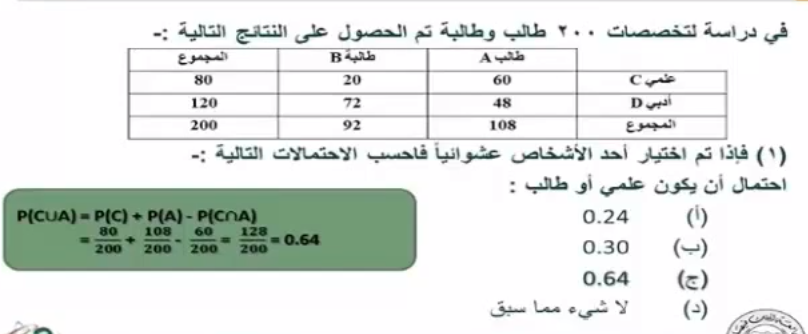 في دراسة لتخصصات ٢٠٠ طالب وطالبة تم الحصول على النتائج التالية :-
طالب A طالبة B المجموع
علمي C 60 20 80
أدبي D 48 72 120
المجموع 108 92 200
(١) فإذا تم اختيار أحد الأشخاص عشوائياً فاحسب الاحتمالات التالية :-
احتمال أن يكون علمي أو طالب :
(أ) 0.24
(ب) 0.30
(ج) 0.64
(د) لا شيء مما سبق
P(C∪A) = P(C) + P(A) - P(C∩A)
= 80/200 + 108/200 - 60/200 = 128/200 = 0.64